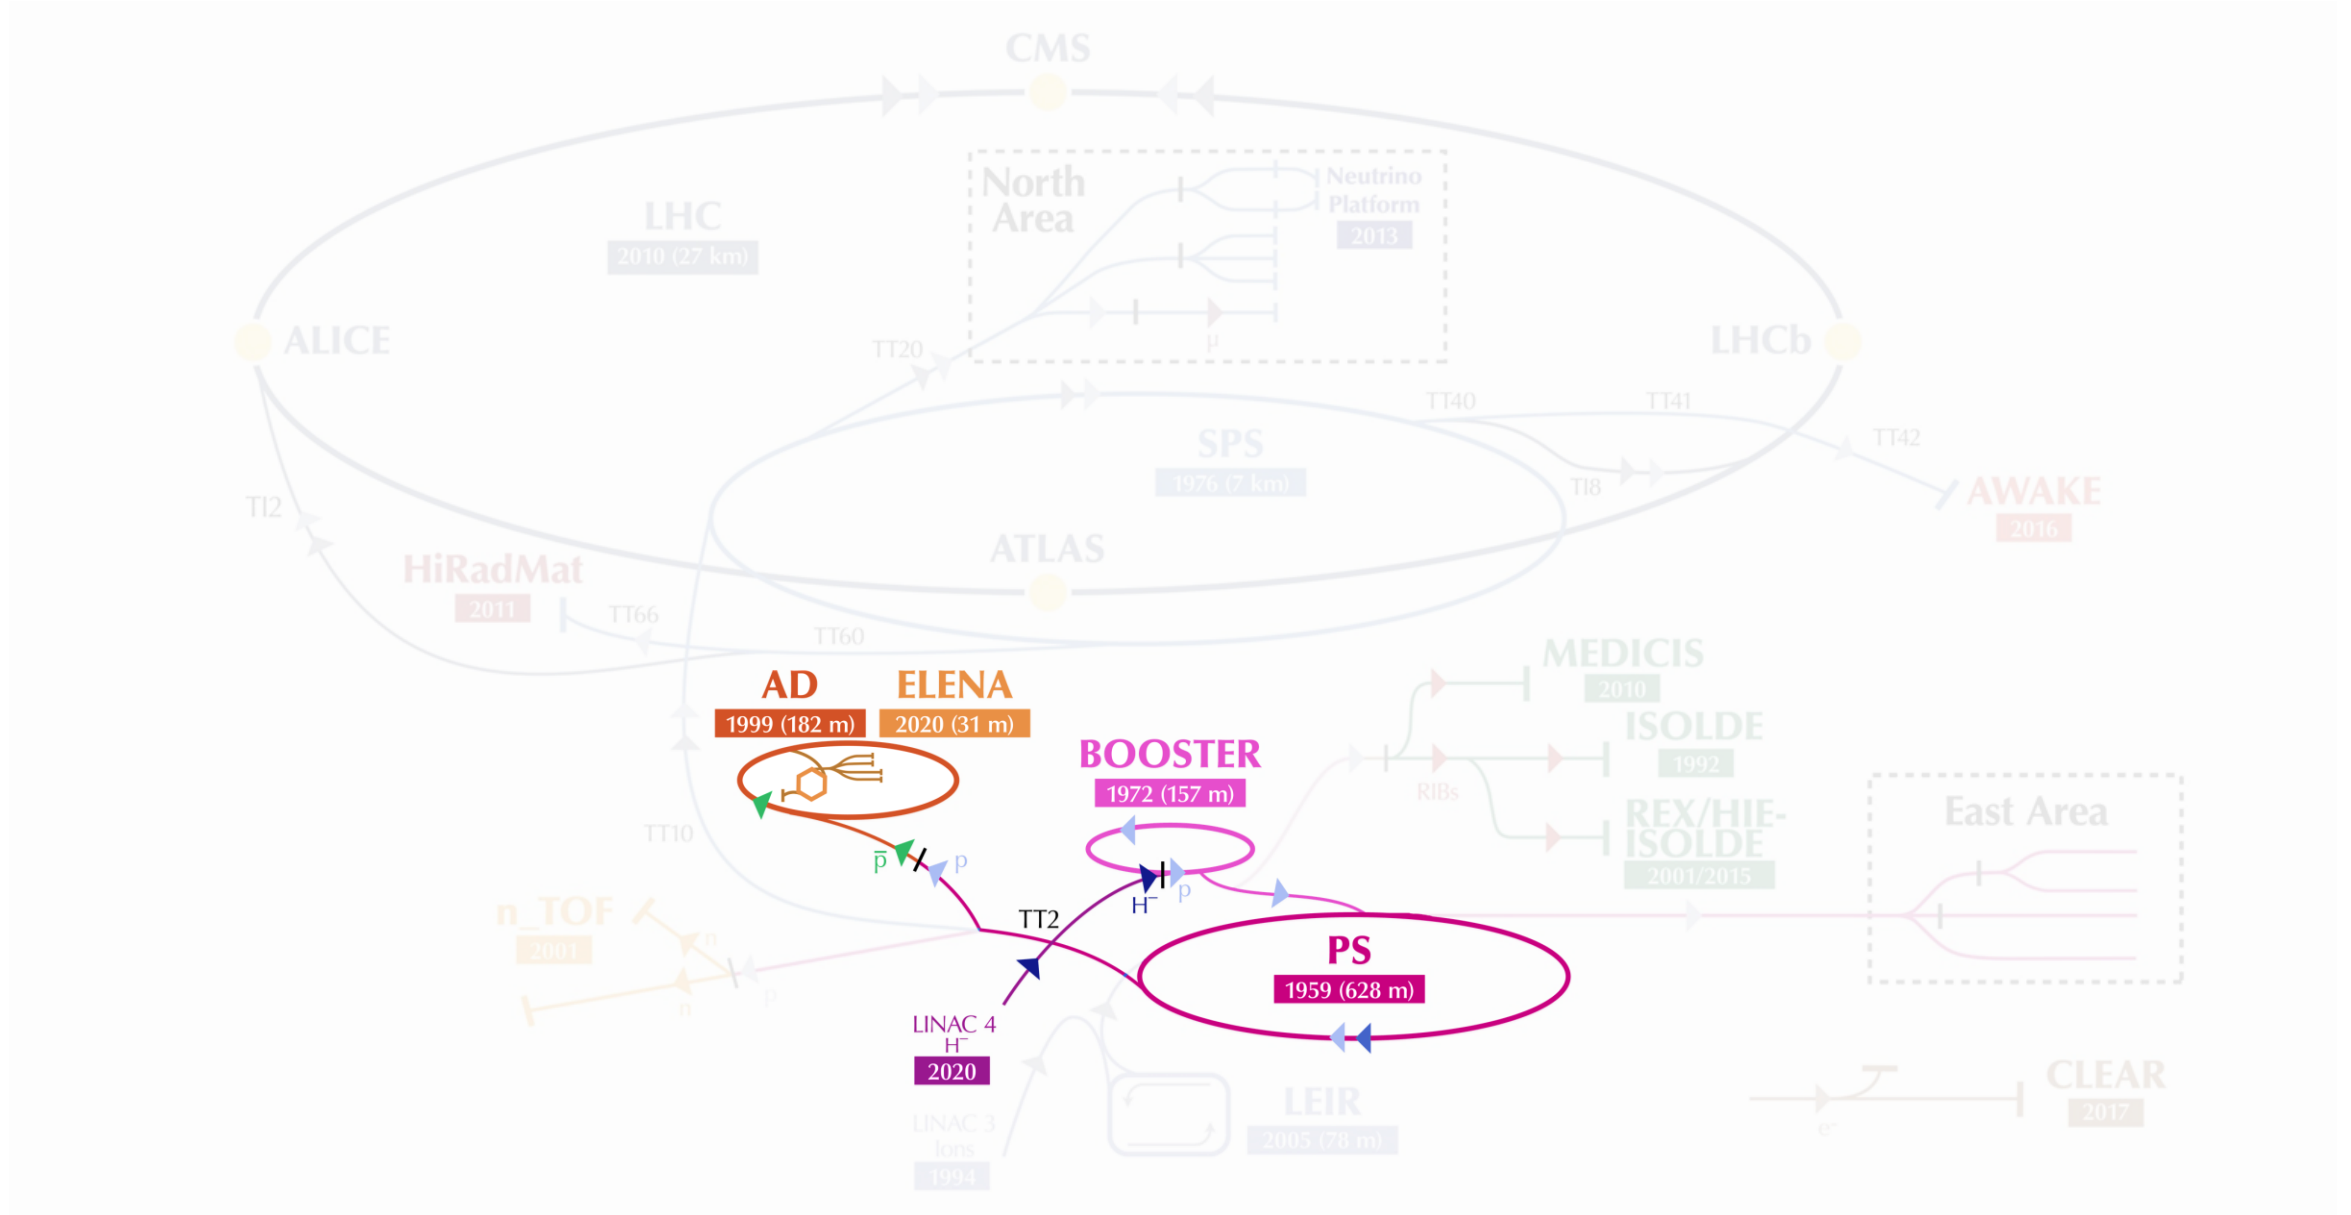 CMS
North
Area
Neutrino
Platform
2013
LHC
2010 (27 km)
μ
ALICE
LHCb
TT20
TT40
TT41
TT42
SPS
1976 (7 km)
TI8
AWAKE
2016
TI2
ATLAS
HiRadMat
2011
TT66
TT60
MEDICIS
2010
AD
1999 (182 m)
ELENA
2020 (31 m)
ISOLDE
1992
BOOSTER
1972 (157 m)
RIBs
REX/HIE-
ISOLDE
2001/2015
East Area
TT10
p̅
p
H⁻
p
TT2
n_TOF
2001
n
n
p
PS
1959 (628 m)
LINAC 4
H⁻
2020
LINAC 3
Ions
1994
LEIR
2005 (78 m)
CLEAR
2017
e⁻